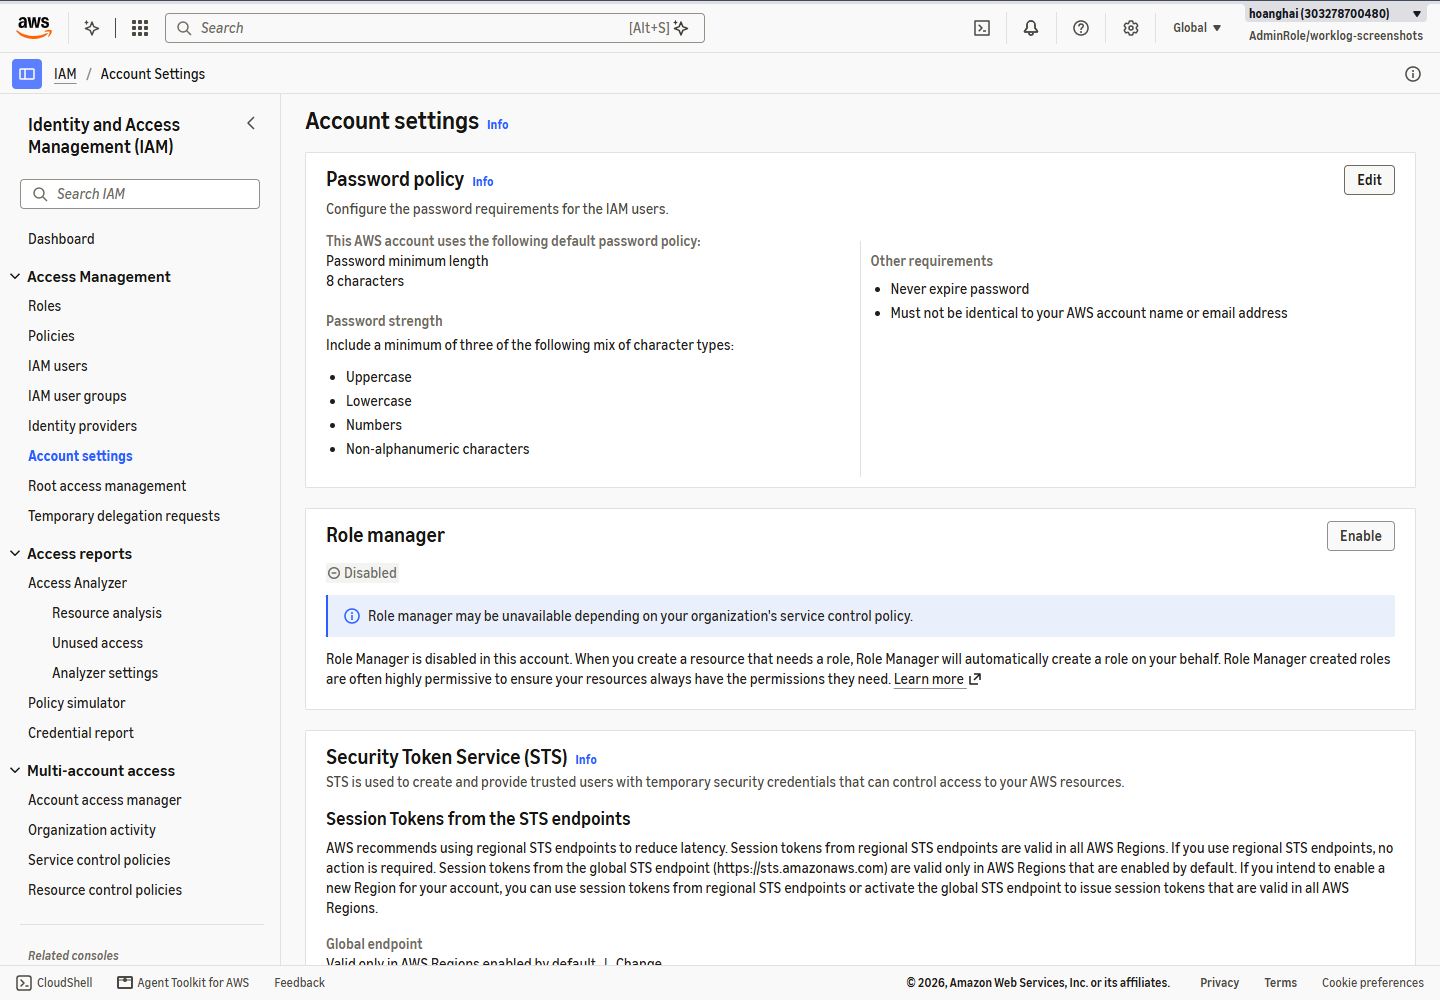 aws
Search
[Alt+S]
Global
hoanghai (303278700480)
AdminRole/worklog-screenshots
IAM / Account Settings
Identity and Access
Management (IAM)
Search IAM
Dashboard
Access Management
Roles
Policies
IAM users
IAM user groups
Identity providers
Account settings
Root access management
Temporary delegation requests
Access reports
Access Analyzer
Resource analysis
Unused access
Analyzer settings
Policy simulator
Credential report
Multi-account access
Account access manager
Organization activity
Service control policies
Resource control policies
Related consoles
Account settings Info
Password policy Info
Edit
Configure the password requirements for the IAM users.
This AWS account uses the following default password policy:
Password minimum length
8 characters
Password strength
Include a minimum of three of the following mix of character types:
Uppercase
Lowercase
Numbers
Non-alphanumeric characters
Other requirements
Never expire password
Must not be identical to your AWS account name or email address
Role manager
Enable
Disabled
Role manager may be unavailable depending on your organization's service control policy.
Role Manager is disabled in this account. When you create a resource that needs a role, Role Manager will automatically create a role on your behalf. Role Manager created roles
are often highly permissive to ensure your resources always have the permissions they need. Learn more
Security Token Service (STS) Info
STS is used to create and provide trusted users with temporary security credentials that can control access to your AWS resources.
Session Tokens from the STS endpoints
AWS recommends using regional STS endpoints to reduce latency. Session tokens from regional STS endpoints are valid in all AWS Regions. If you use regional STS endpoints, no
action is required. Session tokens from the global STS endpoint (https://sts.amazonaws.com) are valid only in AWS Regions that are enabled by default. If you intend to enable a
new Region for your account, you can use session tokens from regional STS endpoints or activate the global STS endpoint to issue session tokens that are valid in all AWS
Regions.
Global endpoint
Valid only in AWS Regions enabled by default | Change
CloudShell
Agent Toolkit for AWS
Feedback
© 2026, Amazon Web Services, Inc. or its affiliates.
Privacy
Terms
Cookie preferences